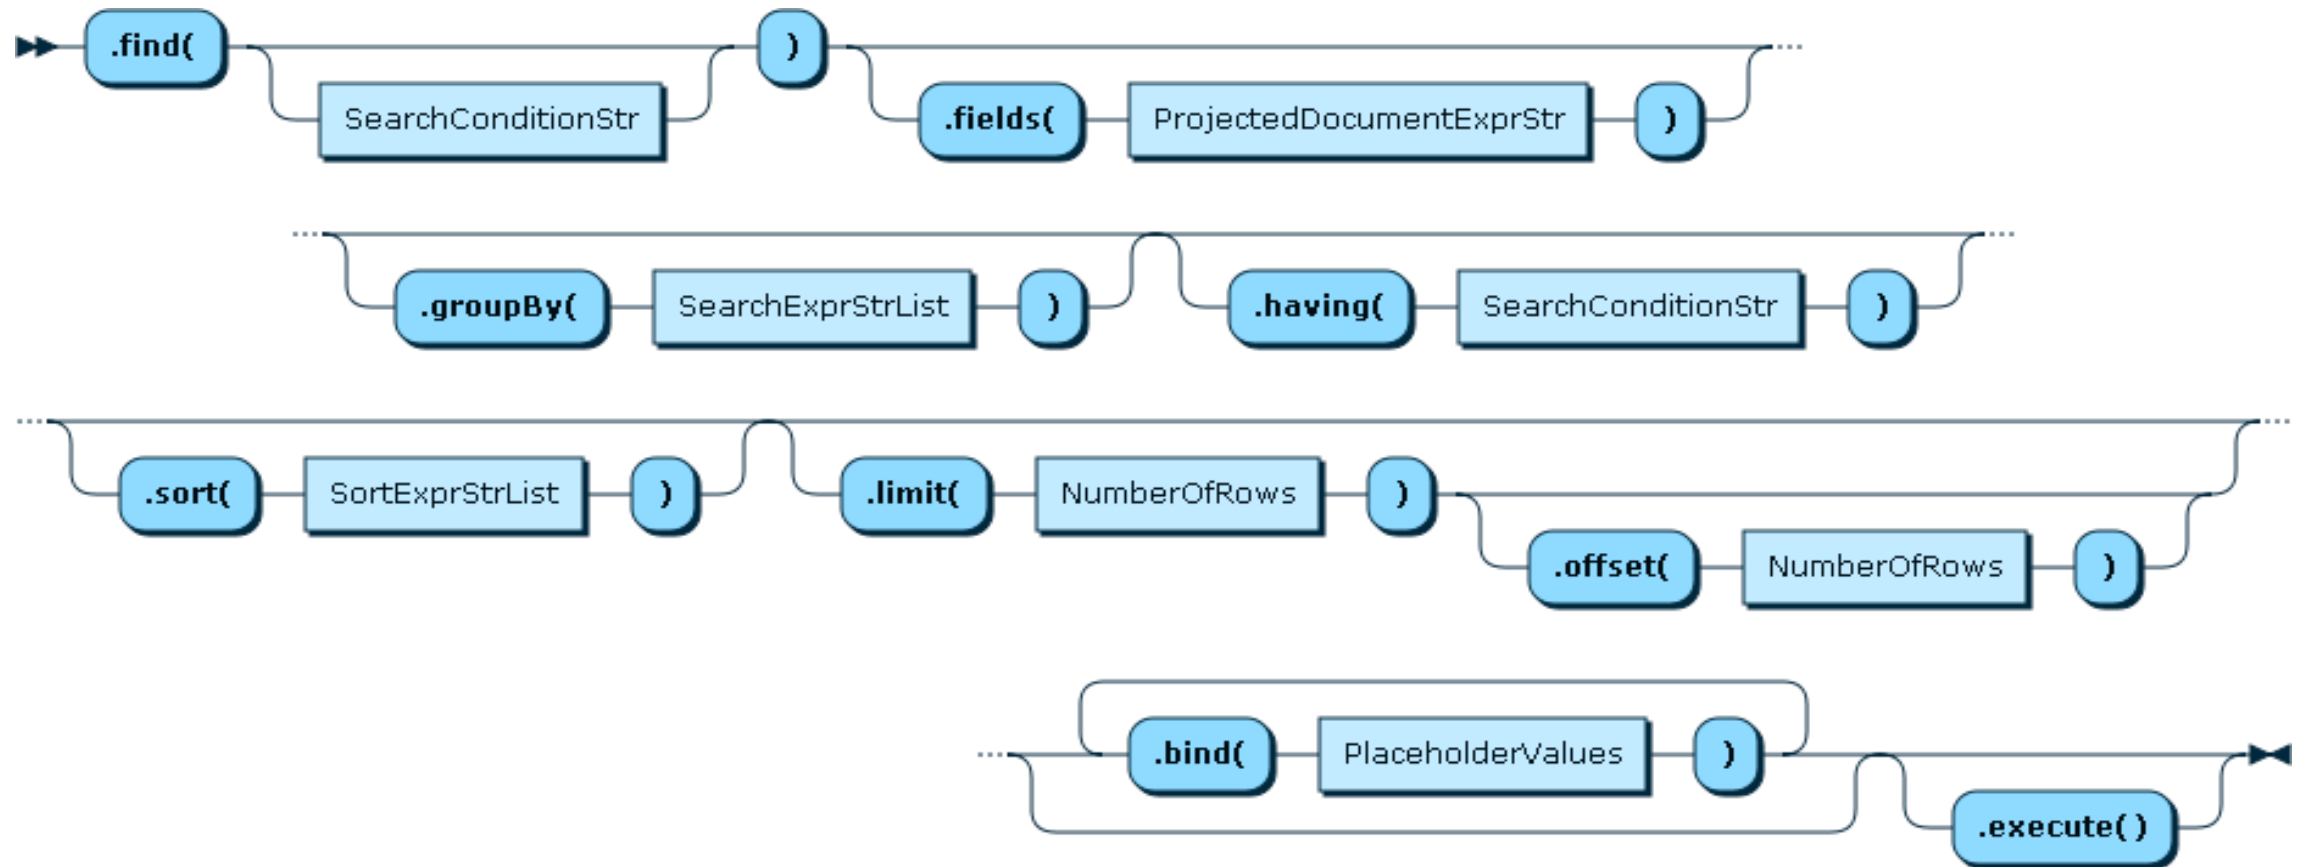 .find( )
SearchConditionStr .fields( ProjectedDocumentExprStr )
.groupBy( SearchExprStrList ) .having( SearchConditionStr )
.sort( SortExprStrList ) .limit( NumberOfRows )
.offset( NumberOfRows )
.bind( PlaceholderValues )
.execute( )